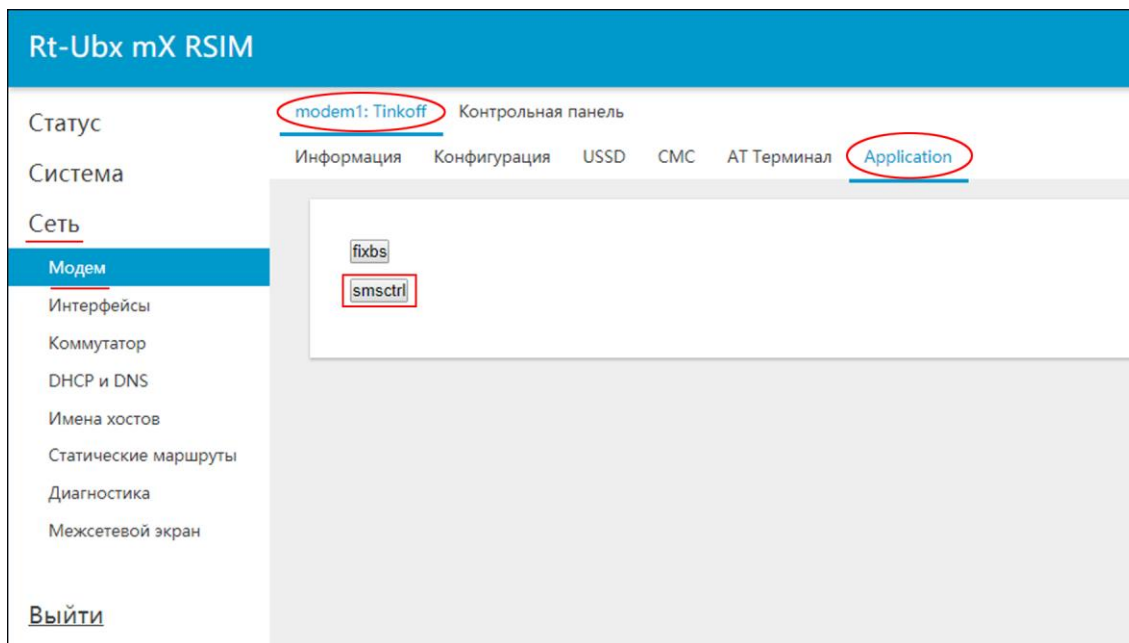 Rt-Ubx mX RSIM
Статус
Система
Сеть
Модем
Интерфейсы
Коммутатор
DHCP и DNS
Имена хостов
Статические маршруты
Диагностика
Межсетевой экран
Выйти
modem1: Tinkoff Контрольная панель
Информация Конфигурация USSD СМС АТ Терминал Application
fixbs
smsctrl